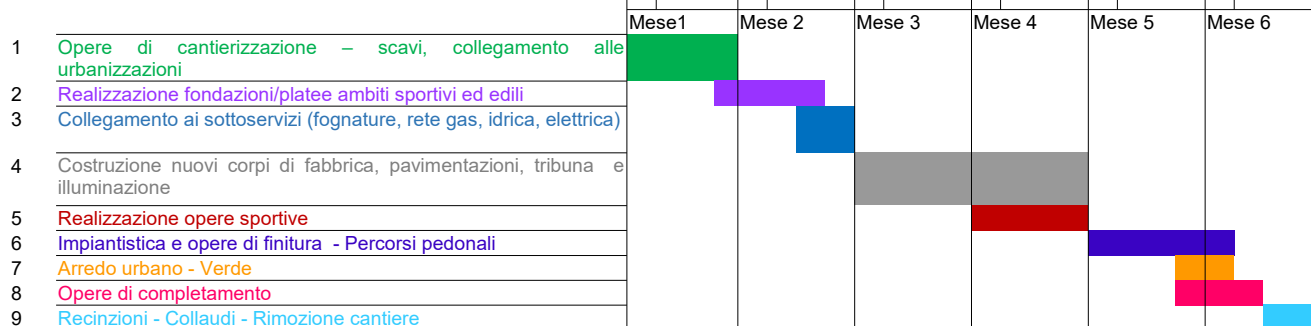 Mese1 Mese 2 Mese 3 Mese 4 Mese 5 Mese 6
1 Opere di cantierizzazione – scavi, collegamento alle
urbanizzazioni
2 Realizzazione fondazioni/platee ambiti sportivi ed edili
3 Collegamento ai sottoservizi (fognature, rete gas, idrica, elettrica)
4 Costruzione nuovi corpi di fabbrica, pavimentazioni, tribuna e
illuminazione
5 Realizzazione opere sportive
6 Impiantistica e opere di finitura - Percorsi pedonali
7 Arredo urbano - Verde
8 Opere di completamento
9 Recinzioni - Collaudi - Rimozione cantiere